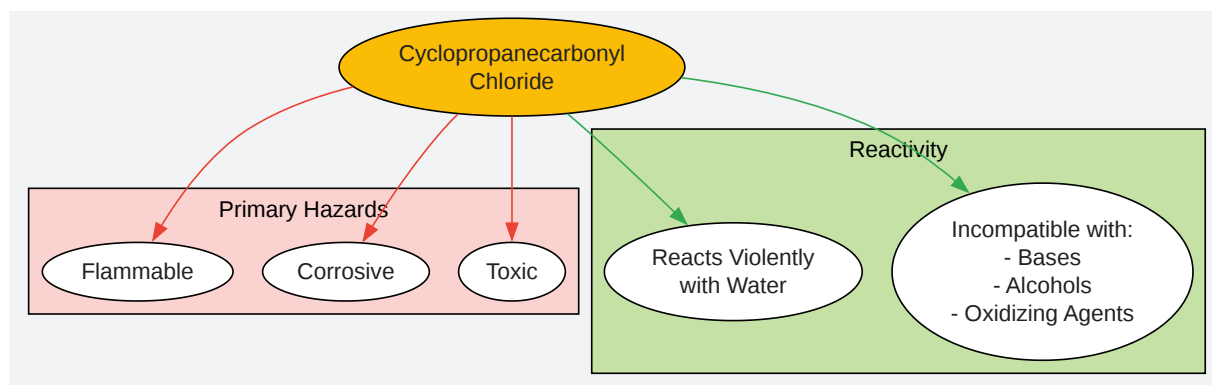 Cyclopropanecarbonyl
Chloride
Primary Hazards
Flammable
Corrosive
Toxic
Reactivity
Reacts Violently
with Water
Incompatible with:
- Bases
- Alcohols
- Oxidizing Agents